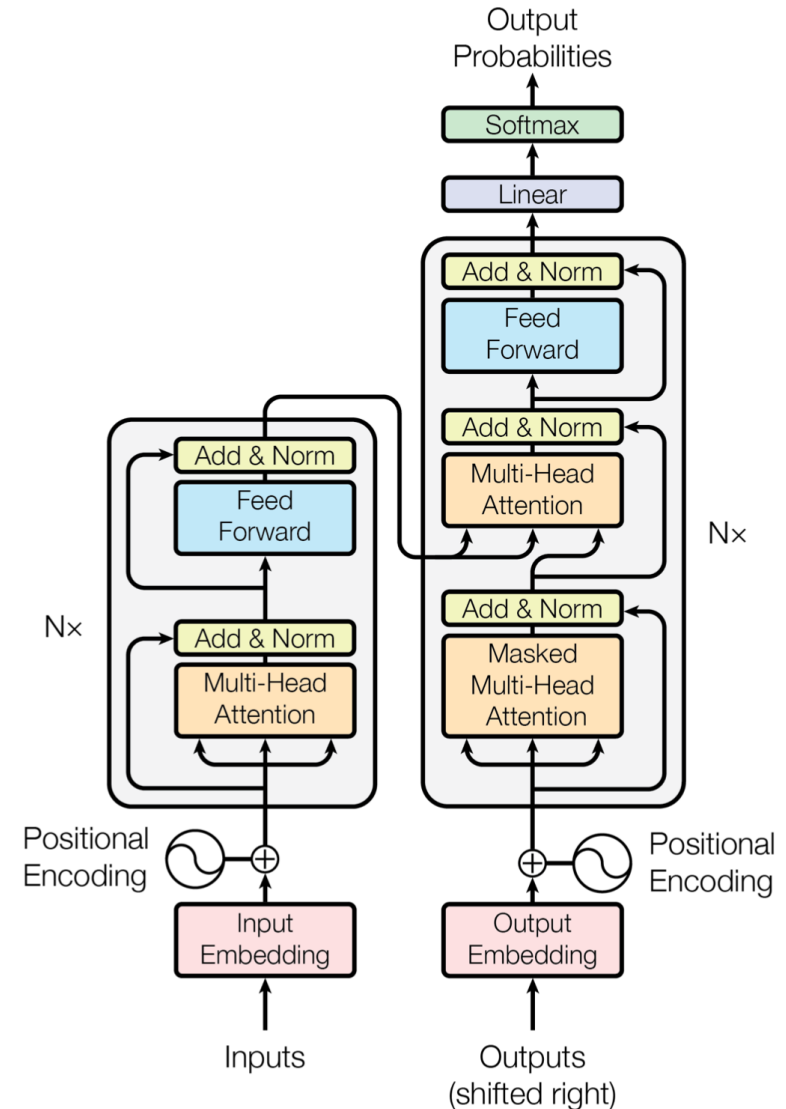 Output
Probabilities
Softmax
Linear
Add & Norm
Feed
Forward
Add & Norm
Multi-Head
Attention
Add & Norm
Masked
Multi-Head
Attention
N×
Add & Norm
Feed
Forward
Add & Norm
Multi-Head
Attention
N×
Positional
Encoding
Positional
Encoding
Input
Embedding
Output
Embedding
Inputs
Outputs
(shifted right)